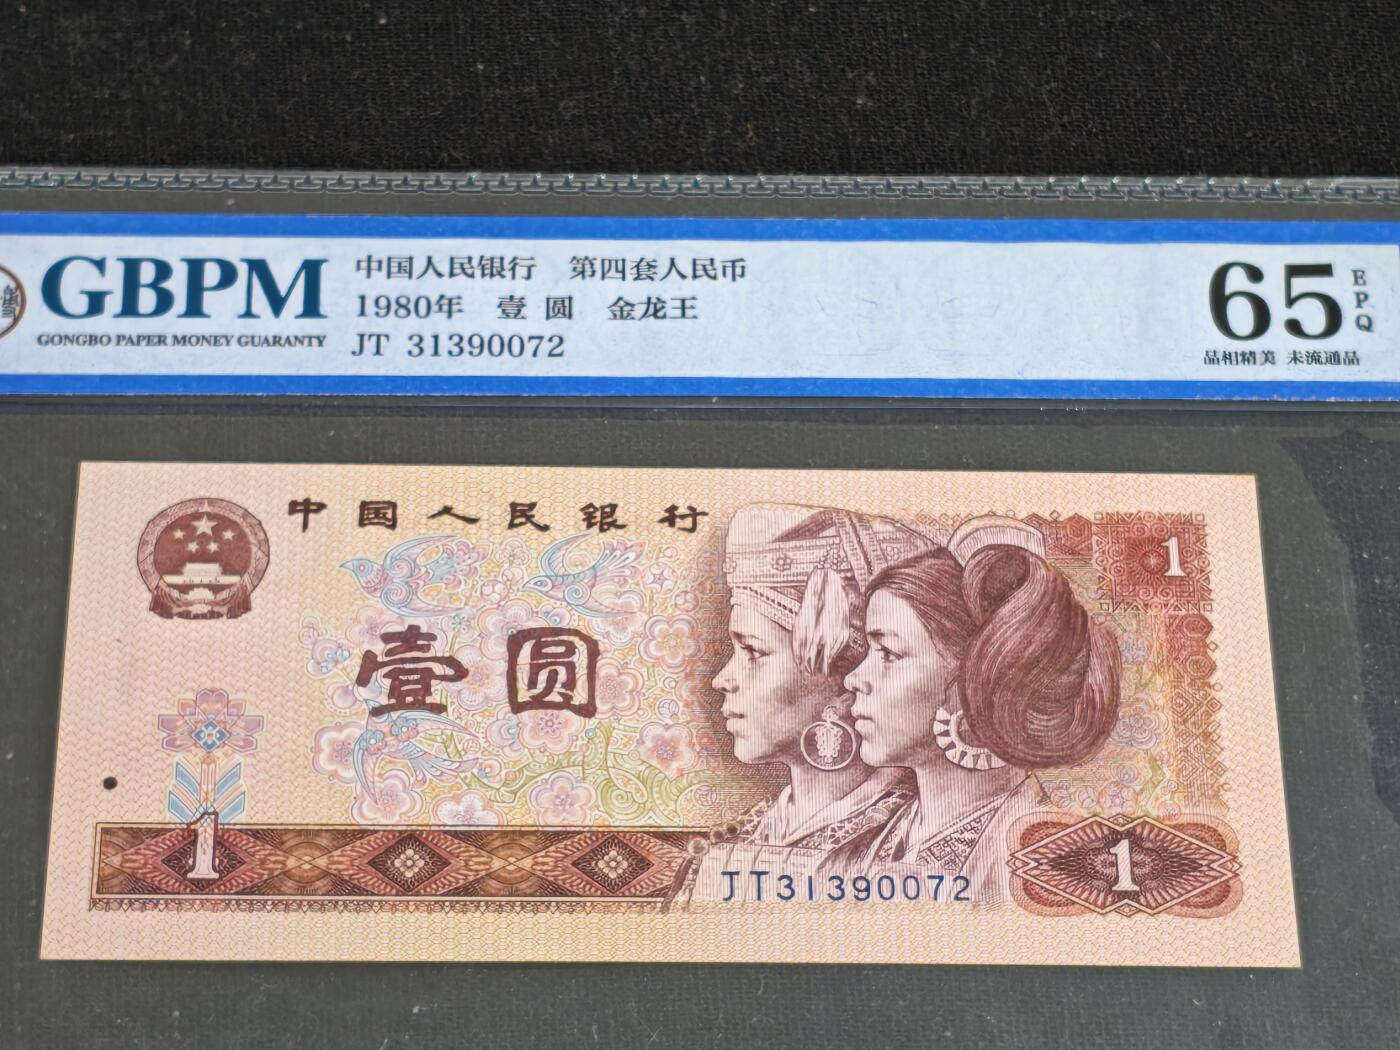 GBPM
GONGBO PAPER MONEY GUARANTY
中国人民银行 第四套人民币
1980年 壹 圆 金龙王
JT 31390072
65
EPQ
品相精美 未流通品
中国人民银行
1
壹圆
1
JT31390072
1